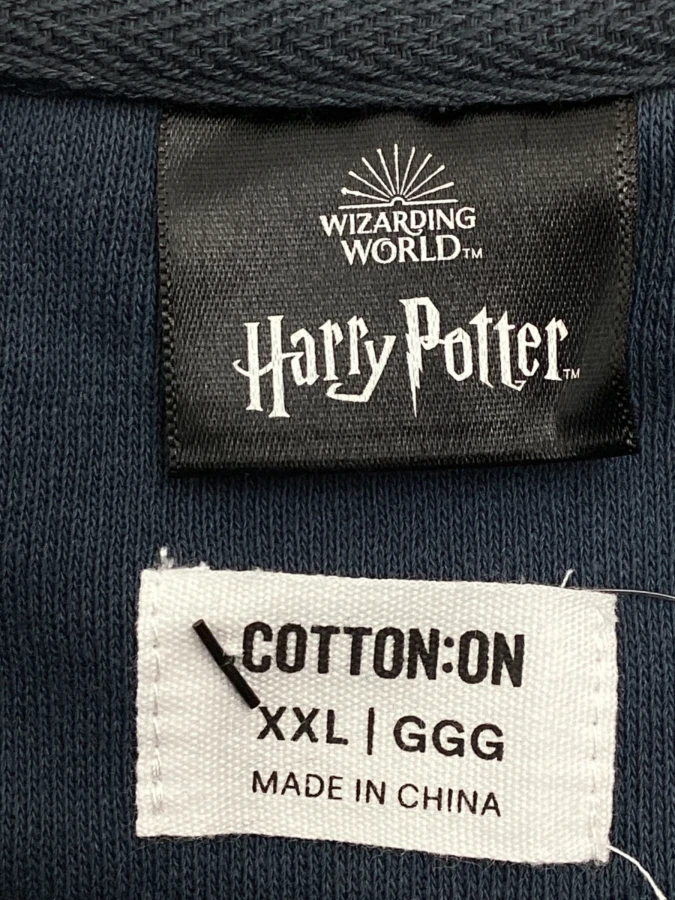 WIZARDING
WORLD™
Harry Potter™
COTTON:ON
XXL | GGG
MADE IN CHINA